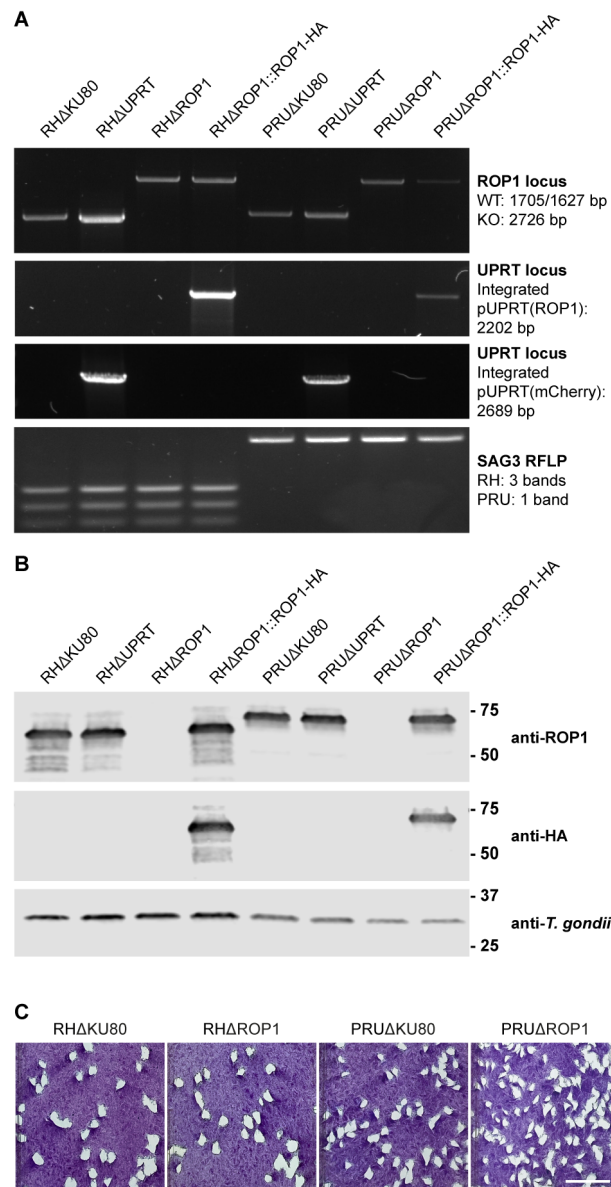 A
RHΔKU80
RHΔUPRT
RHΔROP1
RHΔROP1::ROP1-HA
PRUΔKU80
PRUΔUPRT
PRUΔROP1
PRUΔROP1::ROP1-HA
ROP1 locus
WT: 1705/1627 bp
KO: 2726 bp
UPRT locus
Integrated
pUPRT(ROP1):
2202 bp
UPRT locus
Integrated
pUPRT(mCherry):
2689 bp
SAG3 RFLP
RH: 3 bands
PRU: 1 band
B
RHΔKU80
RHΔUPRT
RHΔROP1
RHΔROP1::ROP1-HA
PRUΔKU80
PRUΔUPRT
PRUΔROP1
PRUΔROP1::ROP1-HA
- 75
anti-ROP1
- 50
- 75
anti-HA
- 50
- 37
anti-T. gondii
- 25
C
RHΔKU80 RHΔROP1 PRUΔKU80 PRUΔROP1